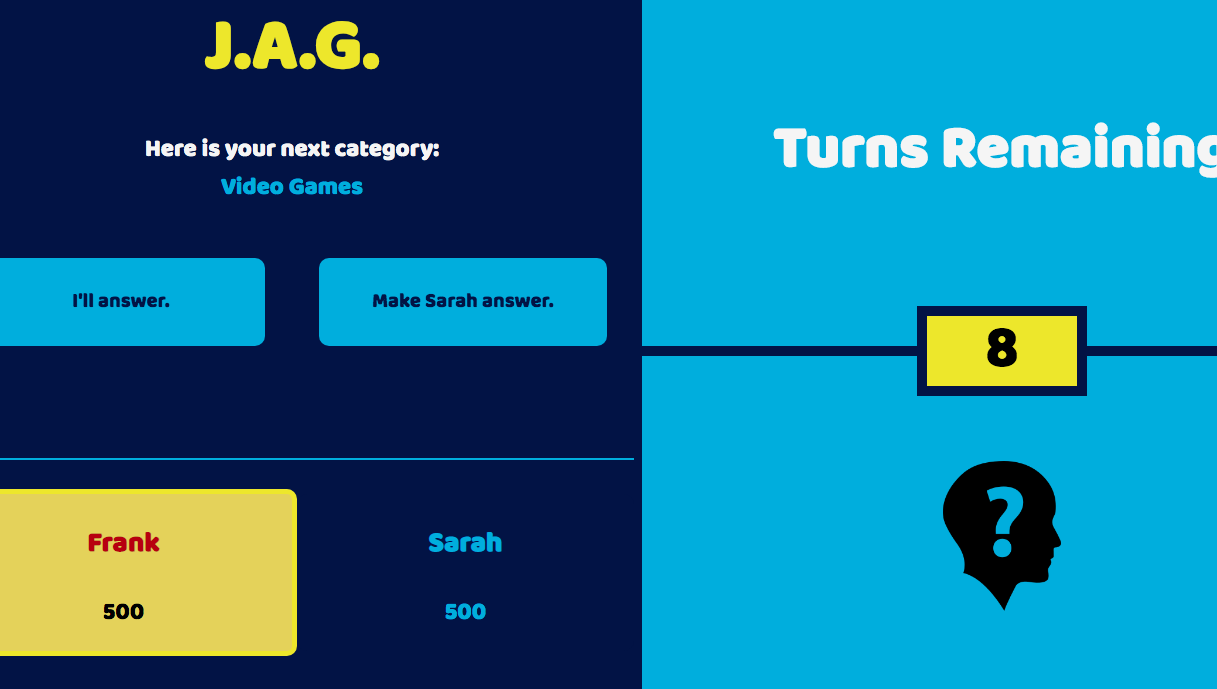 J.A.G.
Here is your next category:
Video Games
I'll answer.
Make Sarah answer.
Frank
500
Sarah
500
Turns Remaining
8
?